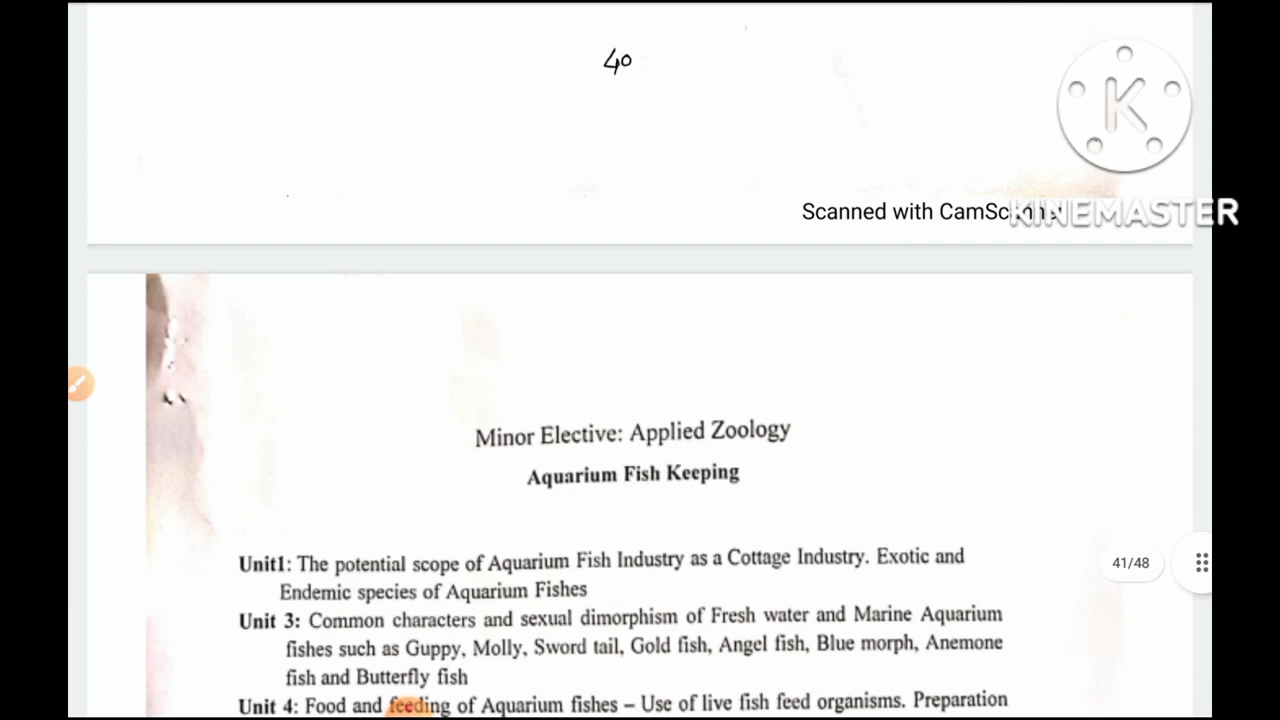 40
K
Scanned with CamScanner
KINEMASTER
Minor Elective: Applied Zoology
Aquarium Fish Keeping
Unit1: The potential scope of Aquarium Fish Industry as a Cottage Industry. Exotic and
Endemic species of Aquarium Fishes
41/48
Unit 3: Common characters and sexual dimorphism of Fresh water and Marine Aquarium
fishes such as Guppy, Molly, Sword tail, Gold fish, Angel fish, Blue morph, Anemone
fish and Butterfly fish
Unit 4: Food and feeding of Aquarium fishes – Use of live fish feed organisms. Preparation